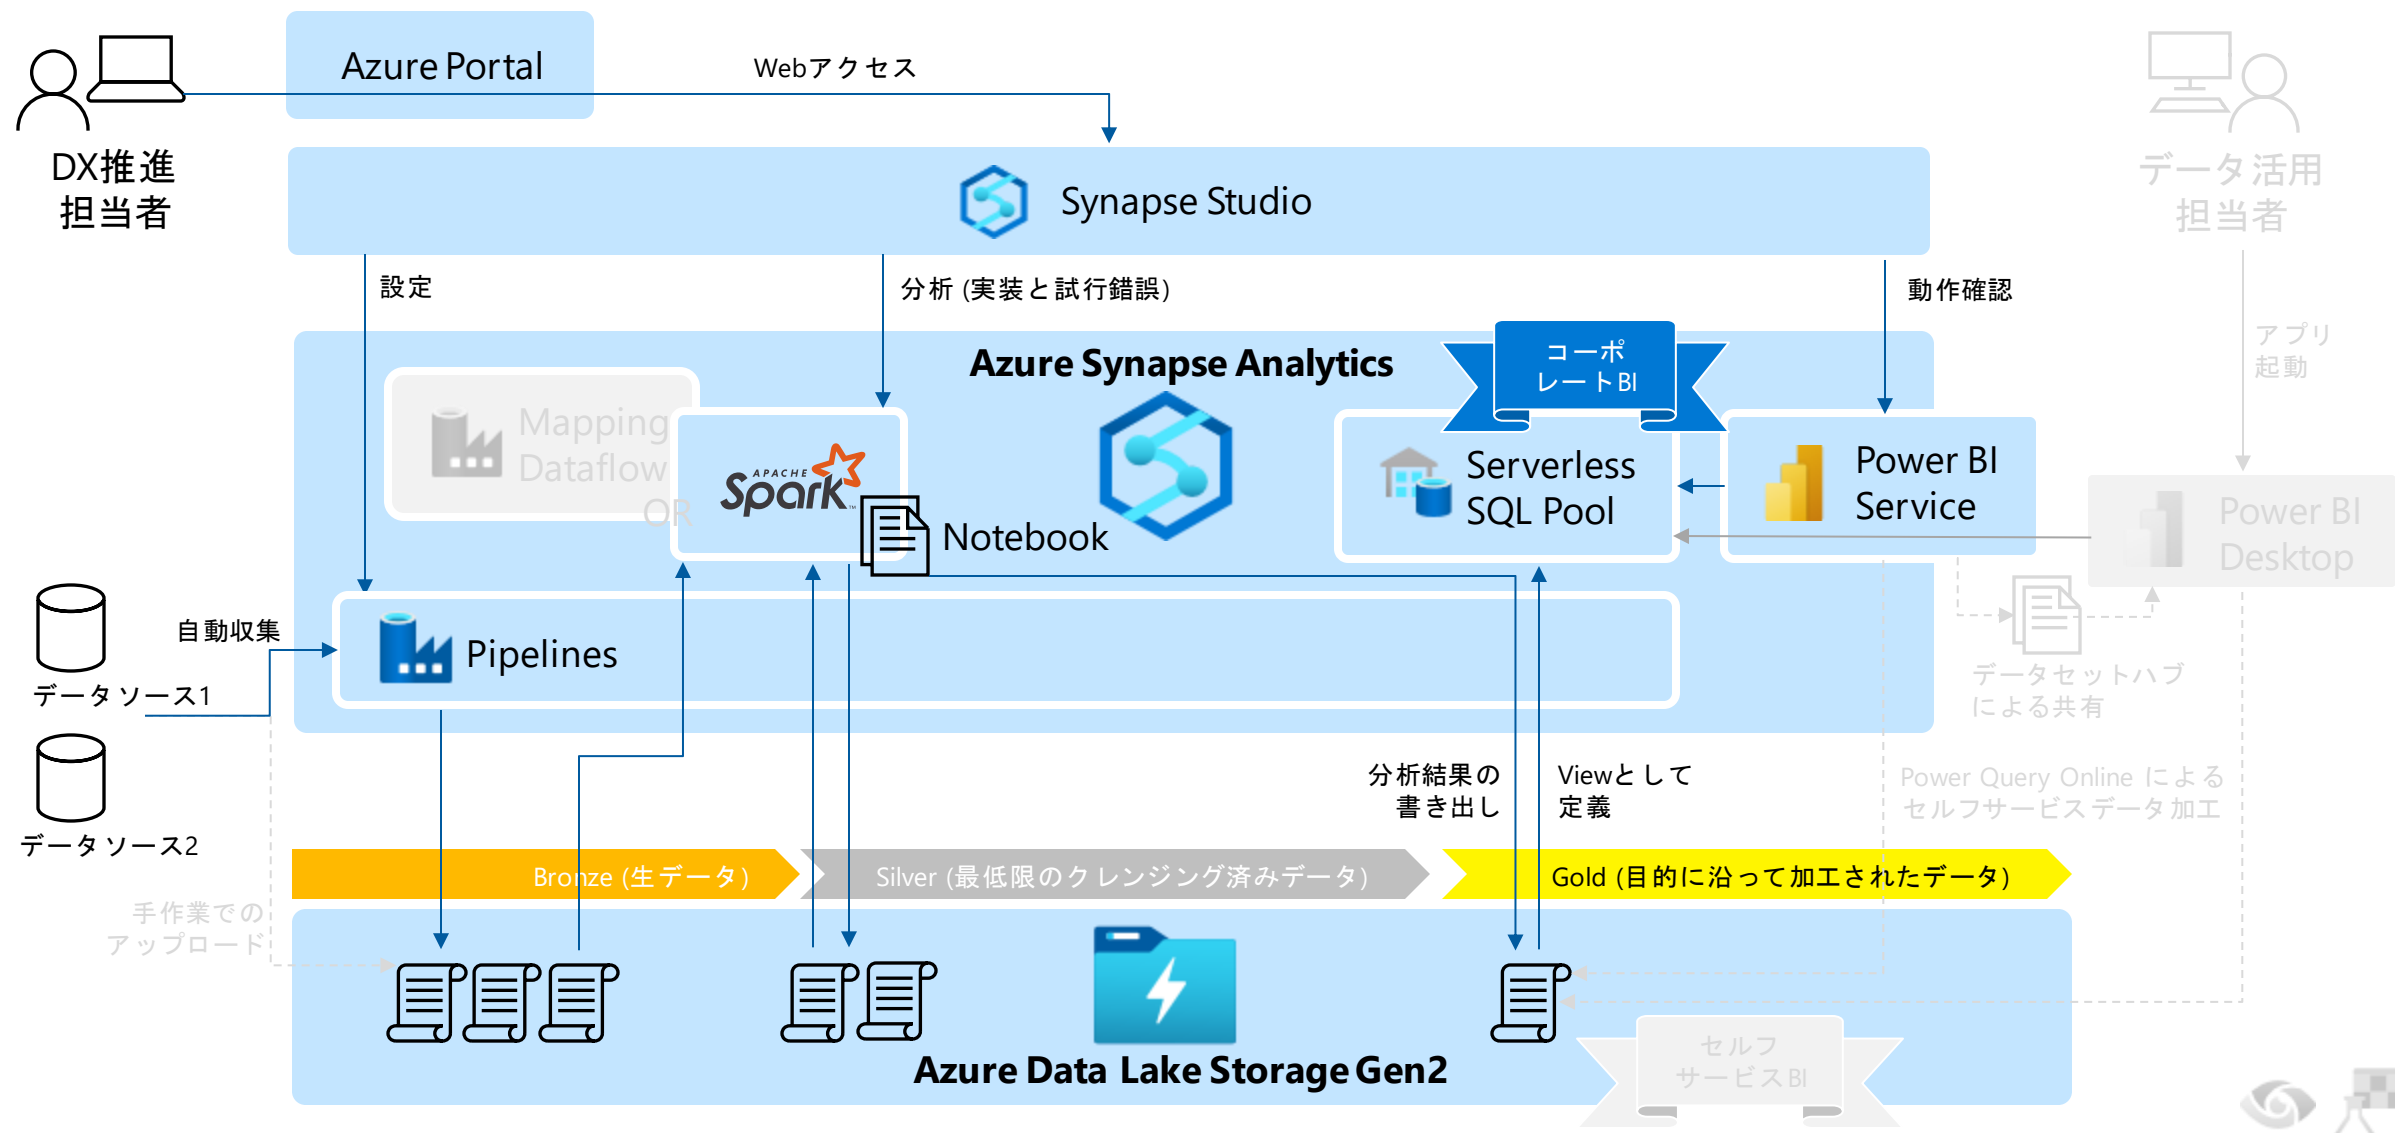 Azure Portal
Webアクセス
DX推進
担当者
データ活用
担当者
Synapse Studio
設定
分析 (実装と試行錯誤)
動作確認
アプリ
起動
Azure Synapse Analytics
コーポ
レートBI
Mapping
Dataflow
OR
APACHE
Spark™
Notebook
Serverless
SQL Pool
Power BI
Service
Power BI
Desktop
自動収集
Pipelines
データソース1
データソース2
データセットハブ
による共有
分析結果の
書き出し
Viewとして
定義
Power Query Online による
セルフサービスデータ加工
Bronze (生データ)
Silver (最低限のクレンジング済みデータ)
Gold (目的に沿って加工されたデータ)
手作業での
アップロード
Azure Data Lake Storage Gen2
セルフ
サービスBI